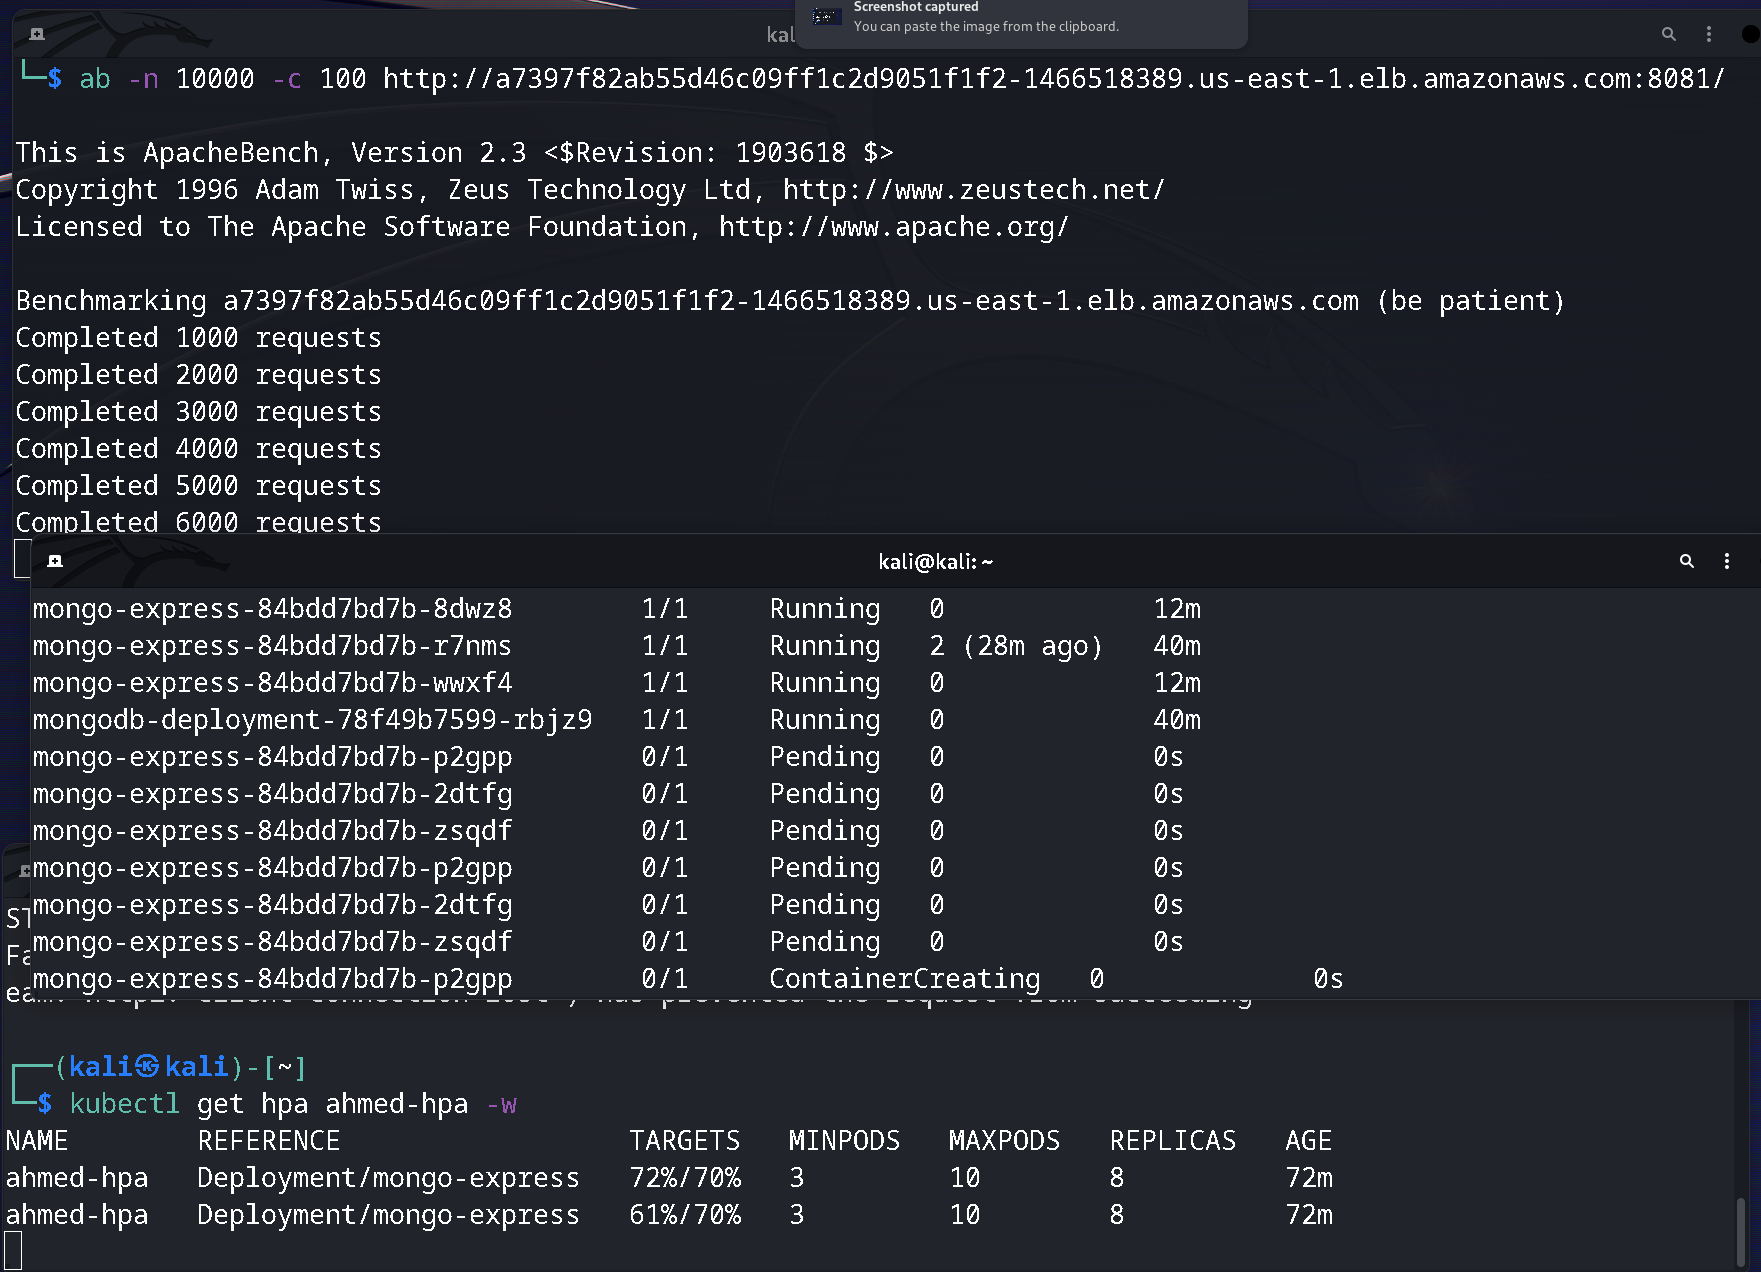 Screenshot captured
You can paste the image from the clipboard.
kal
└─$ ab -n 10000 -c 100 http://a7397f82ab55d46c09ff1c2d9051f1f2-1466518389.us-east-1.elb.amazonaws.com:8081/
This is ApacheBench, Version 2.3 <$Revision: 1903618 $>
Copyright 1996 Adam Twiss, Zeus Technology Ltd, http://www.zeustech.net/
Licensed to The Apache Software Foundation, http://www.apache.org/
Benchmarking a7397f82ab55d46c09ff1c2d9051f1f2-1466518389.us-east-1.elb.amazonaws.com (be patient)
Completed 1000 requests
Completed 2000 requests
Completed 3000 requests
Completed 4000 requests
Completed 5000 requests
Completed 6000 requests
kali@kali: ~
mongo-express-84bdd7bd7b-8dwz8 1/1 Running 0 12m
mongo-express-84bdd7bd7b-r7nms 1/1 Running 2 (28m ago) 40m
mongo-express-84bdd7bd7b-wwxf4 1/1 Running 0 12m
mongodb-deployment-78f49b7599-rbjz9 1/1 Running 0 40m
mongo-express-84bdd7bd7b-p2gpp 0/1 Pending 0 0s
mongo-express-84bdd7bd7b-2dtfg 0/1 Pending 0 0s
mongo-express-84bdd7bd7b-zsqdf 0/1 Pending 0 0s
mongo-express-84bdd7bd7b-p2gpp 0/1 Pending 0 0s
mongo-express-84bdd7bd7b-2dtfg 0/1 Pending 0 0s
mongo-express-84bdd7bd7b-zsqdf 0/1 Pending 0 0s
mongo-express-84bdd7bd7b-p2gpp 0/1 ContainerCreating 0 0s
┌──(kali㉿kali)-[~]
└─$ kubectl get hpa ahmed-hpa -w
NAME REFERENCE TARGETS MINPODS MAXPODS REPLICAS AGE
ahmed-hpa Deployment/mongo-express 72%/70% 3 10 8 72m
ahmed-hpa Deployment/mongo-express 61%/70% 3 10 8 72m